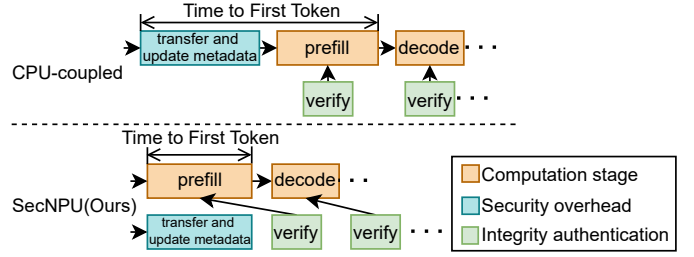 Time to First Token
CPU-coupled
transfer and
update metadata
prefill
decode
...
verify
verify
...
Time to First Token
SecNPU(Ours)
prefill
decode
...
transfer and
update metadata
verify
verify
...
Computation stage
Security overhead
Integrity authentication